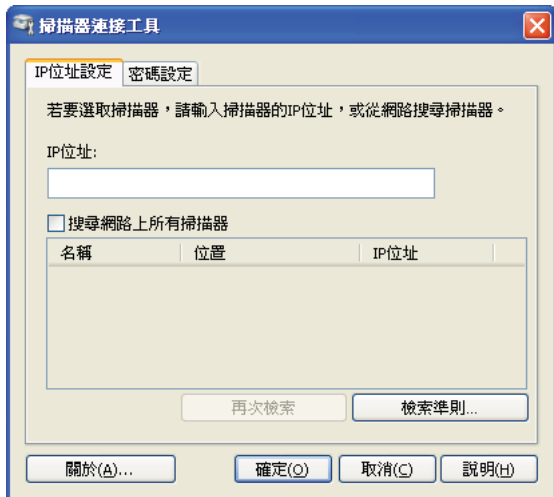 掃描器連接工具
IP位址設定 密碼設定
若要選取掃描器，請輸入掃描器的IP位址，或從網路搜尋掃描器。
IP位址:
搜尋網路上所有掃描器
名稱 位置 IP位址
再次檢索 檢索準則...
關於(A)... 確定(O) 取消(C) 說明(H)